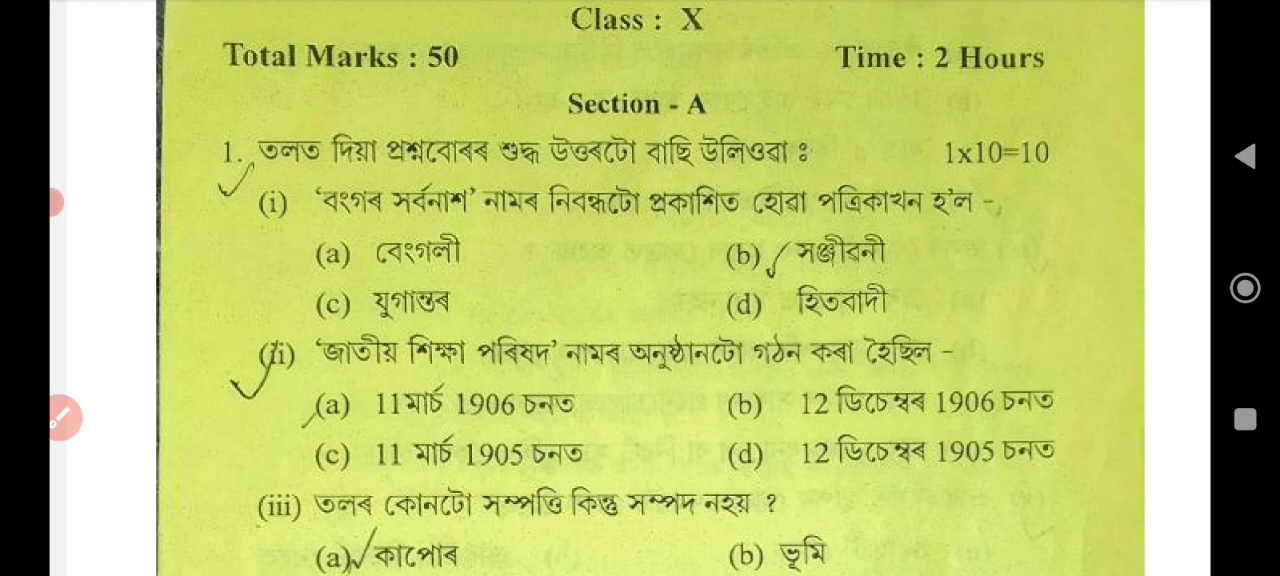 Class : X
Total Marks : 50 Time : 2 Hours
Section - A
1. তলত দিয়া প্ৰশ্নবোৰৰ শুদ্ধ উত্তৰটো বাছি উলিওৱা ঃ 1x10=10
(i) ‘বংগৰ সৰ্বনাশ’ নামৰ নিবন্ধটো প্ৰকাশিত হোৱা পত্ৰিকাখন হ’ল -
(a) বেংগলী (b) সঞ্জীৱনী
(c) যুগান্তৰ (d) হিতবাদী
(ii) ‘জাতীয় শিক্ষা পৰিষদ’ নামৰ অনুষ্ঠানটো গঠন কৰা হৈছিল -
(a) 11মাৰ্চ 1906 চনত (b) 12 ডিচেম্বৰ 1906 চনত
(c) 11 মাৰ্চ 1905 চনত (d) 12 ডিচেম্বৰ 1905 চনত
(iii) তলৰ কোনটো সম্পত্তি কিন্তু সম্পদ নহয় ?
(a) কাপোৰ (b) ভূমি